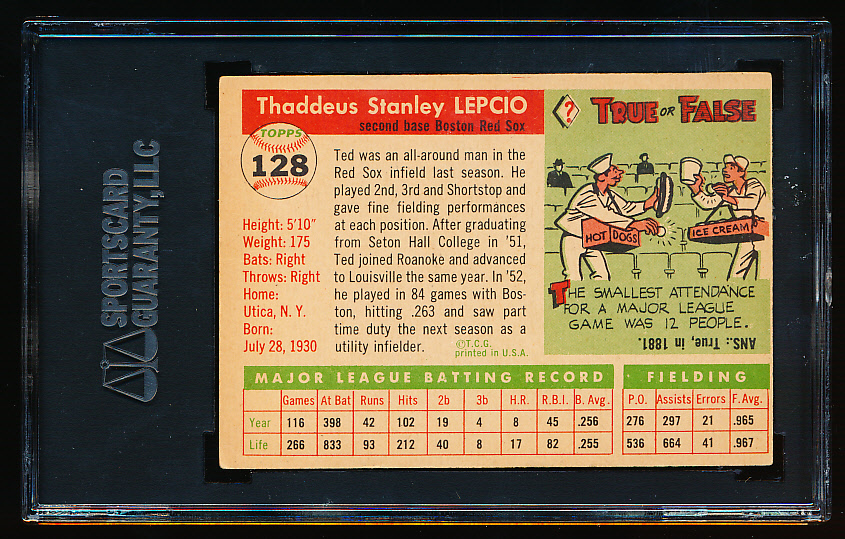 SPORTSCARD
GUARANTY, LLC
Thaddeus Stanley LEPCIO
second base Boston Red Sox
TOPPS
128
Height: 5'10"
Weight: 175
Bats: Right
Throws: Right
Home:
Utica, N. Y.
Born:
July 28, 1930
Ted was an all-around man in the
Red Sox infield last season. He
played 2nd, 3rd and Shortstop and
gave fine fielding performances
at each position. After graduating
from Seton Hall College in '51,
Ted joined Roanoke and advanced
to Louisville the same year. In '52,
he played in 84 games with Bos-
ton, hitting .263 and saw part
time duty the next season as a
utility infielder.
©T.C.G.
printed in U.S.A.
?
TRUE OR FALSE
HOT DOGS
ICE CREAM
THE SMALLEST ATTENDANCE
FOR A MAJOR LEAGUE
GAME WAS 12 PEOPLE.
ANS.: True, in 1881.
MAJOR LEAGUE BATTING RECORD
Games At Bat Runs Hits 2b 3b H.R. R.B.I. B. Avg.
Year 116 398 42 102 19 4 8 45 .256
Life 266 833 93 212 40 8 17 82 .255
FIELDING
P.O. Assists Errors F. Avg.
276 297 21 .965
536 664 41 .967